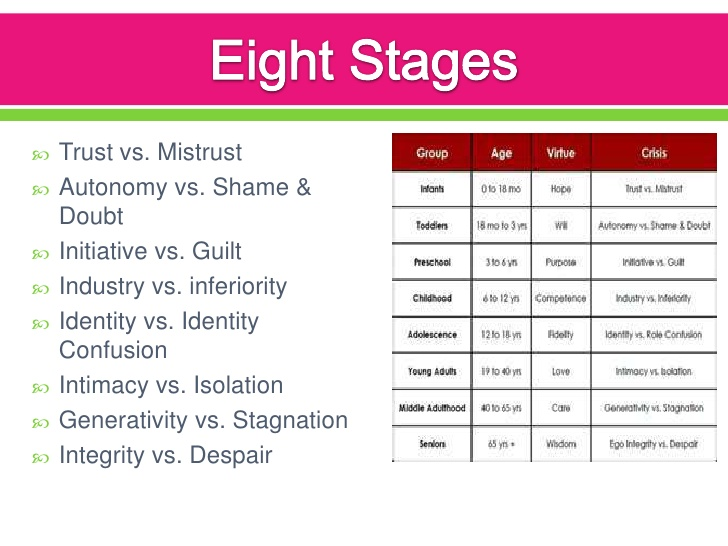 Eight Stages
Trust vs. Mistrust
Autonomy vs. Shame &
Doubt
Initiative vs. Guilt
Industry vs. inferiority
Identity vs. Identity
Confusion
Intimacy vs. Isolation
Generativity vs. Stagnation
Integrity vs. Despair
Group Age Virtue Crisis
Infants 0 to 18 mo Hope Trust vs. Mistrust
Toddlers 18 mo to 3 yrs Will Autonomy vs. Shame & Doubt
Preschool 3 to 6 yrs Purpose Initiative vs. Guilt
Childhood 6 to 12 yrs Competence Industry vs. Inferiority
Adolescence 12 to 18 yrs Fidelity Identity vs. Role Confusion
Young Adults 19 to 40 yrs Love Intimacy vs. Isolation
Middle Adulthood 40 to 65 yrs Care Generativity vs. Stagnation
Seniors 65 yrs + Wisdom Ego Integrity vs. Despair